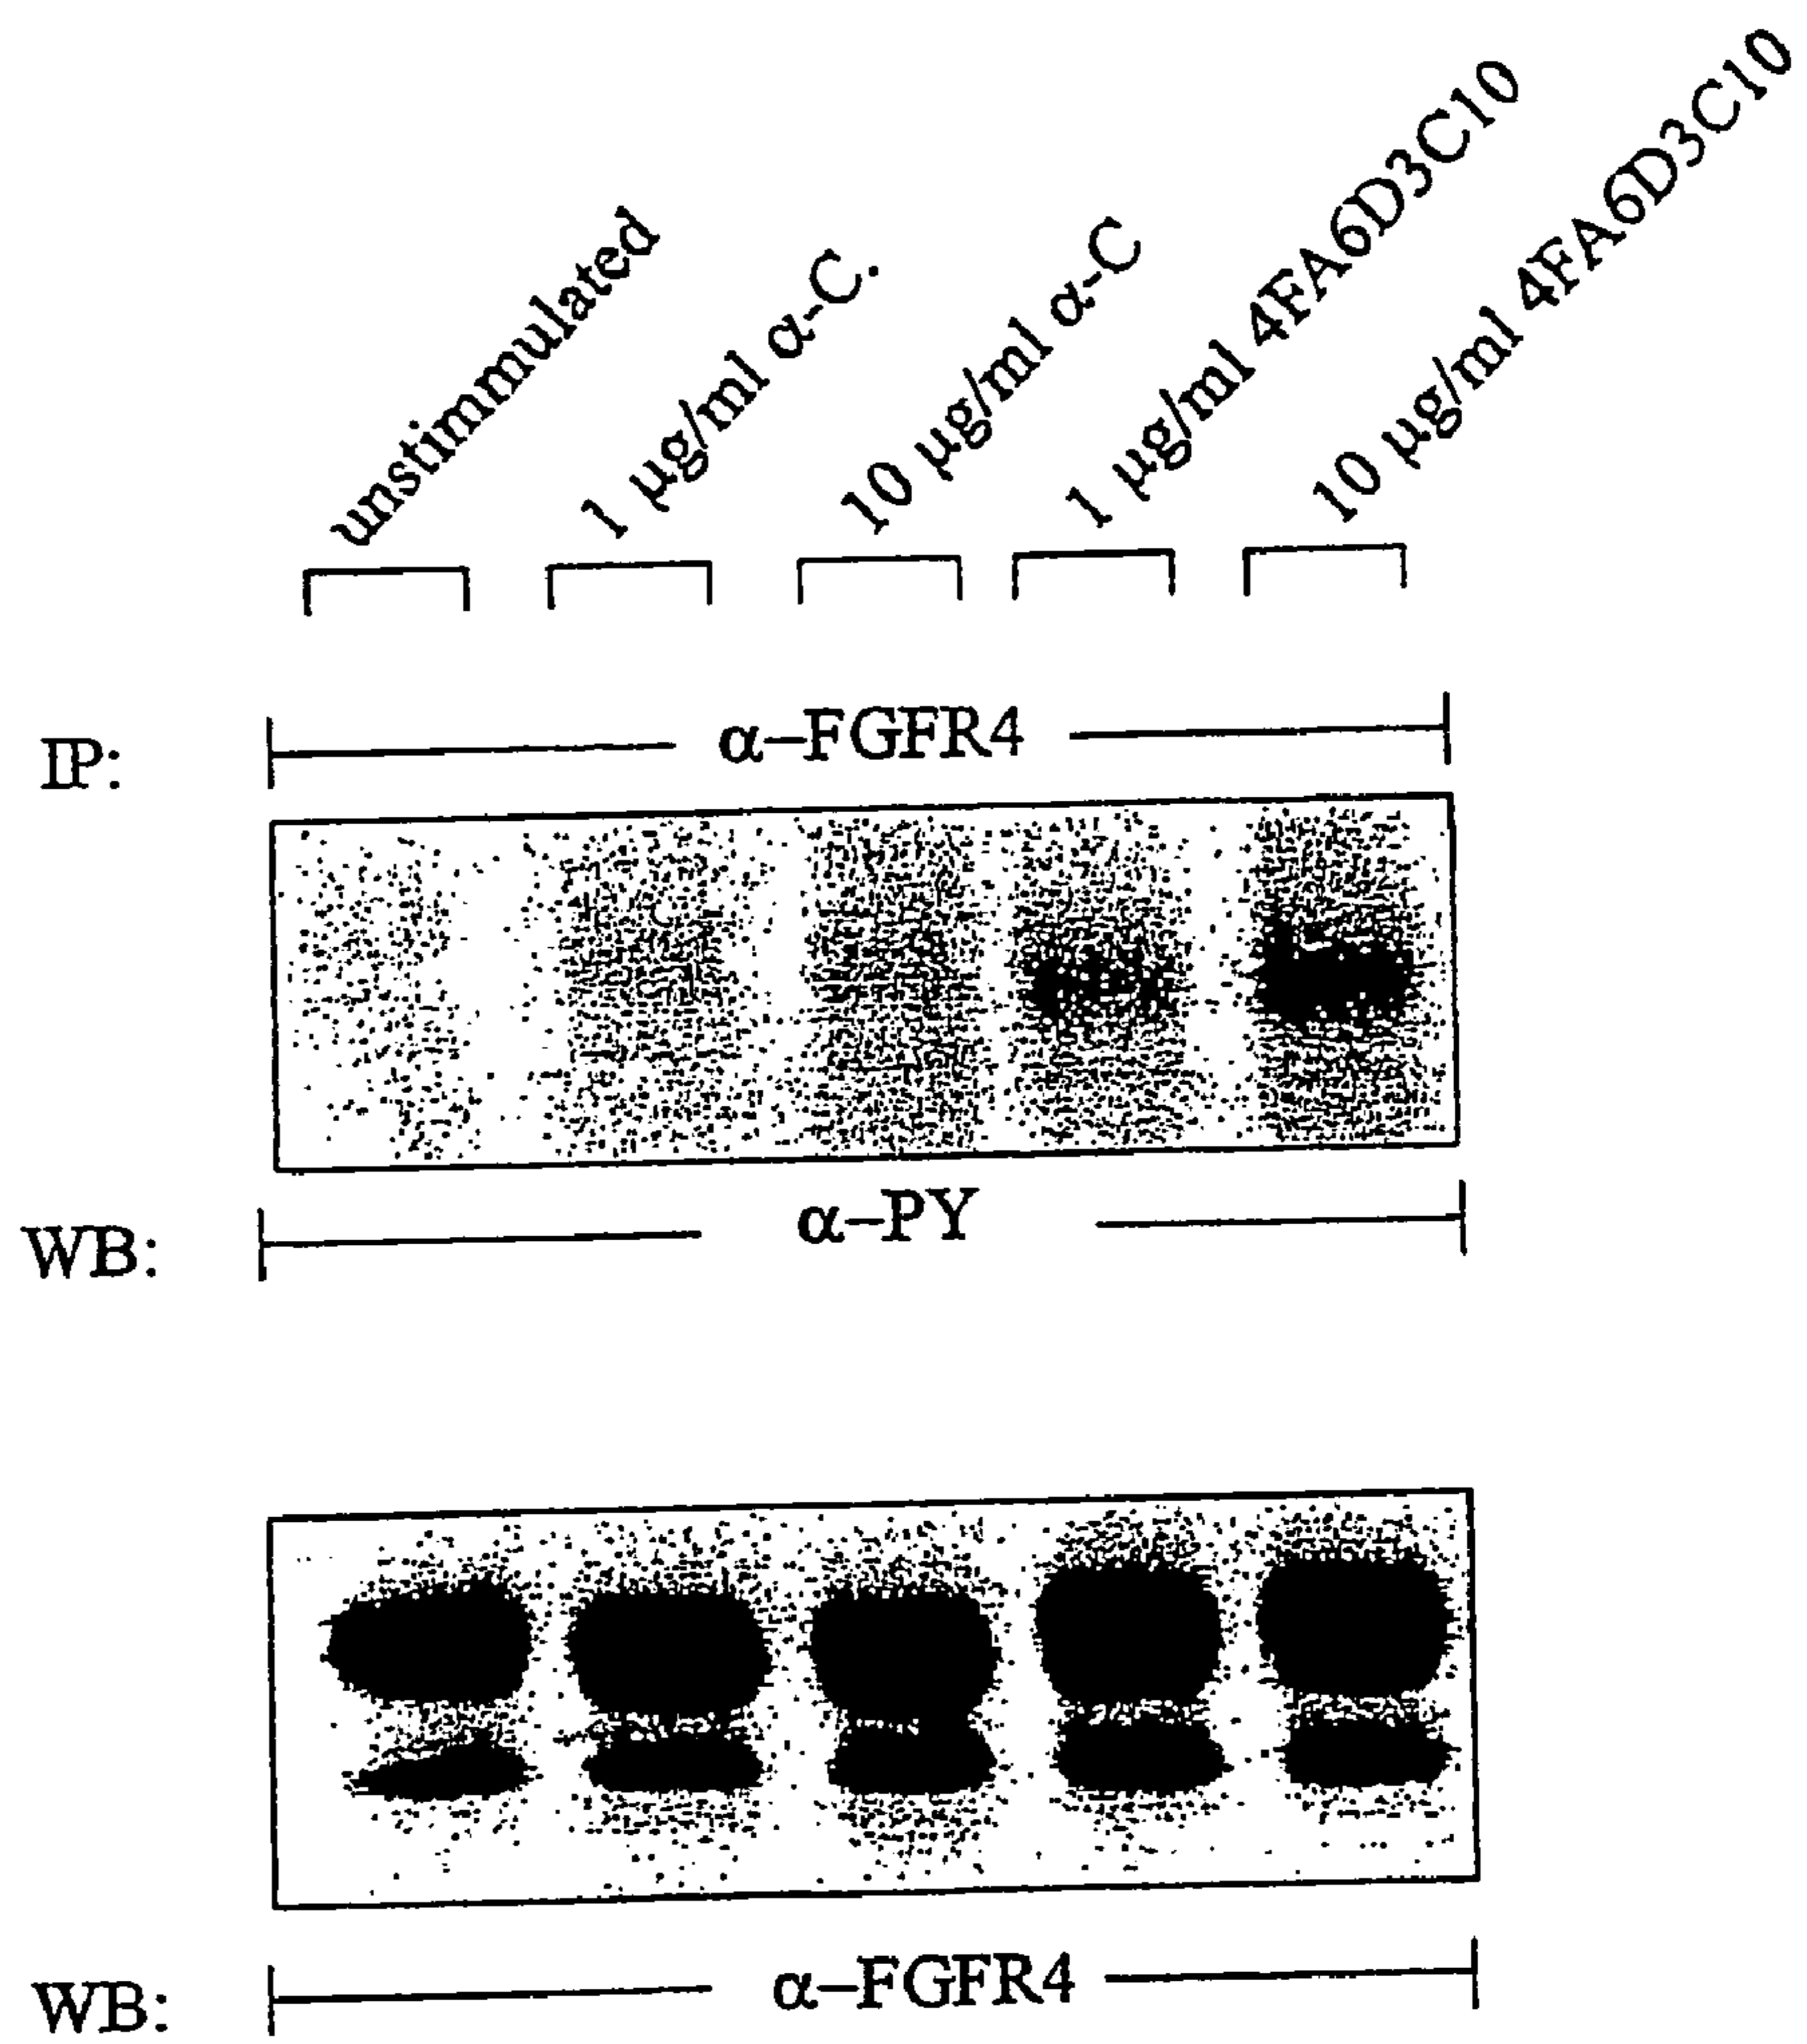 unstimmulated
1 µg/ml α-C.
10 µg/ml α-C
1 µg/ml 4FA6D3C10
10 µg/ml 4FA6D3C10
IP: α–FGFR4
WB: α–PY
WB: α–FGFR4